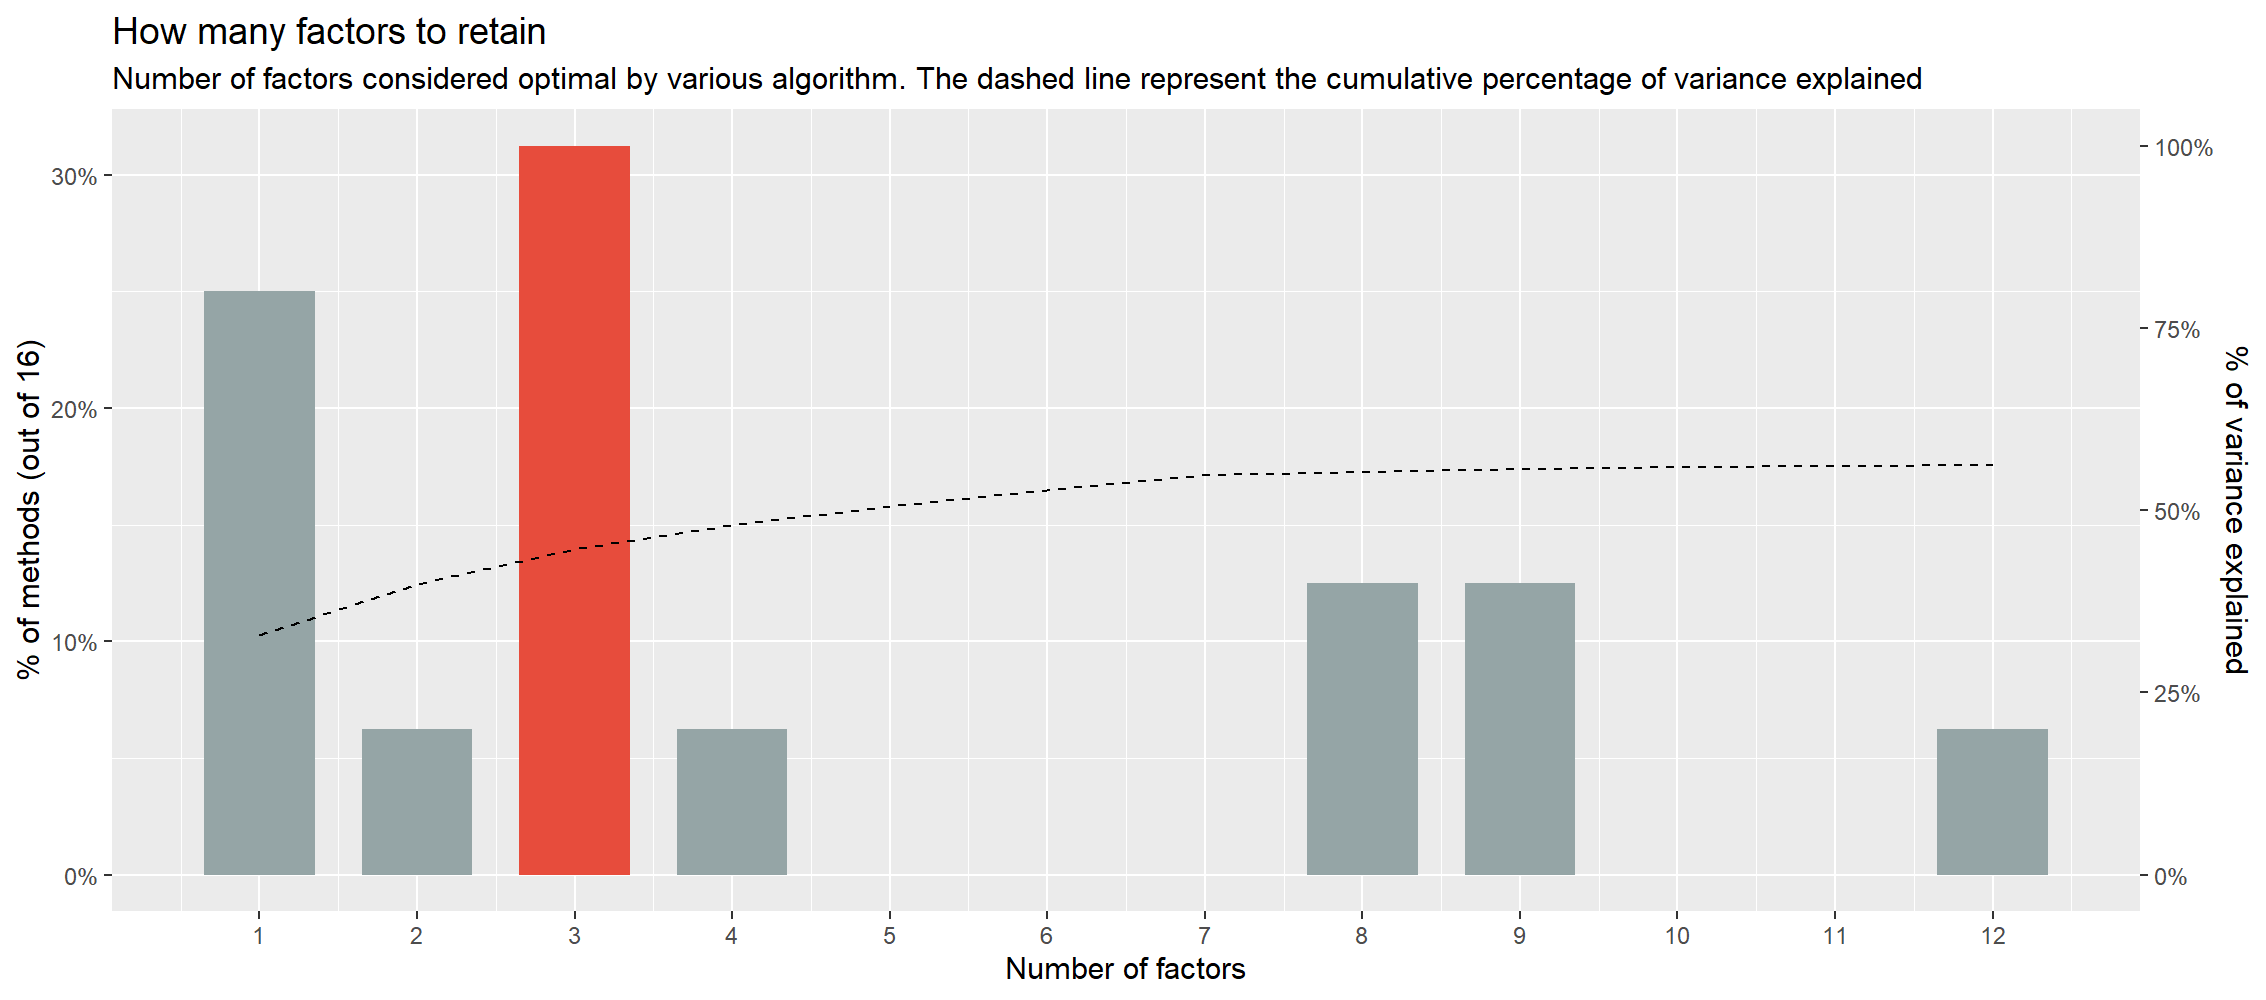 How many factors to retain
Number of factors considered optimal by various algorithm. The dashed line represent the cumulative percentage of variance explained
% of methods (out of 16)
30%
20%
10%
0%
100%
75%
50%
25%
0%
% of variance explained
1 2 3 4 5 6 7 8 9 10 11 12
Number of factors